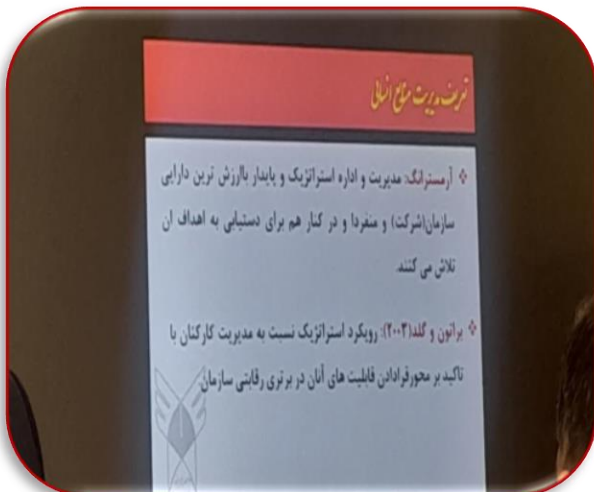 تعریف مدیریت منابع انسانی
❖ آرمسترانگ: مدیریت و اداره استراتژیک و پایدار باارزش ترین دارایی
سازمان(شرکت) و منفردا و در کنار هم برای دستیابی به اهداف ان
تلاش می کنند.
❖ براتون و گلد(۲۰۰۳): رویکرد استراتژیک نسبت به مدیریت کارکنان با
تاکید بر محورقرادادن قابلیت های آنان در برتری رقابتی سازمان.